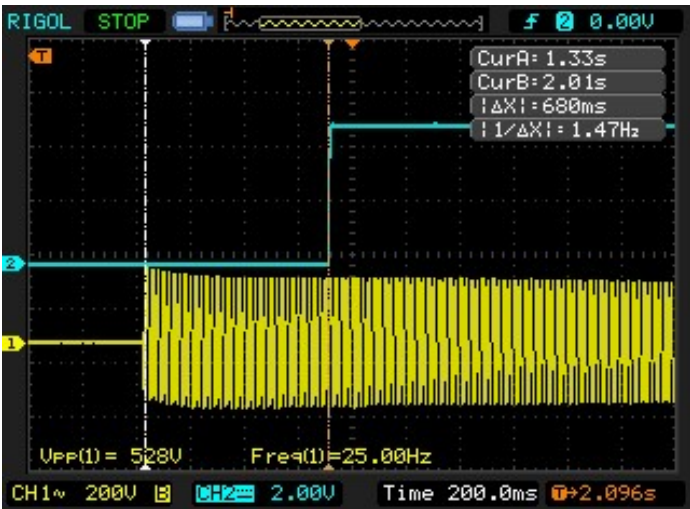 RIGOL STOP T 2 0.00V
T
CurA: 1.33s
CurB: 2.01s
|ΔX|: 680ms
|1/ΔX|: 1.47Hz
2
1
Vpp(1)= 528V Freq(1)=25.00Hz
CH1~ 200V B CH2 2.00V Time 200.0ms T→2.096s